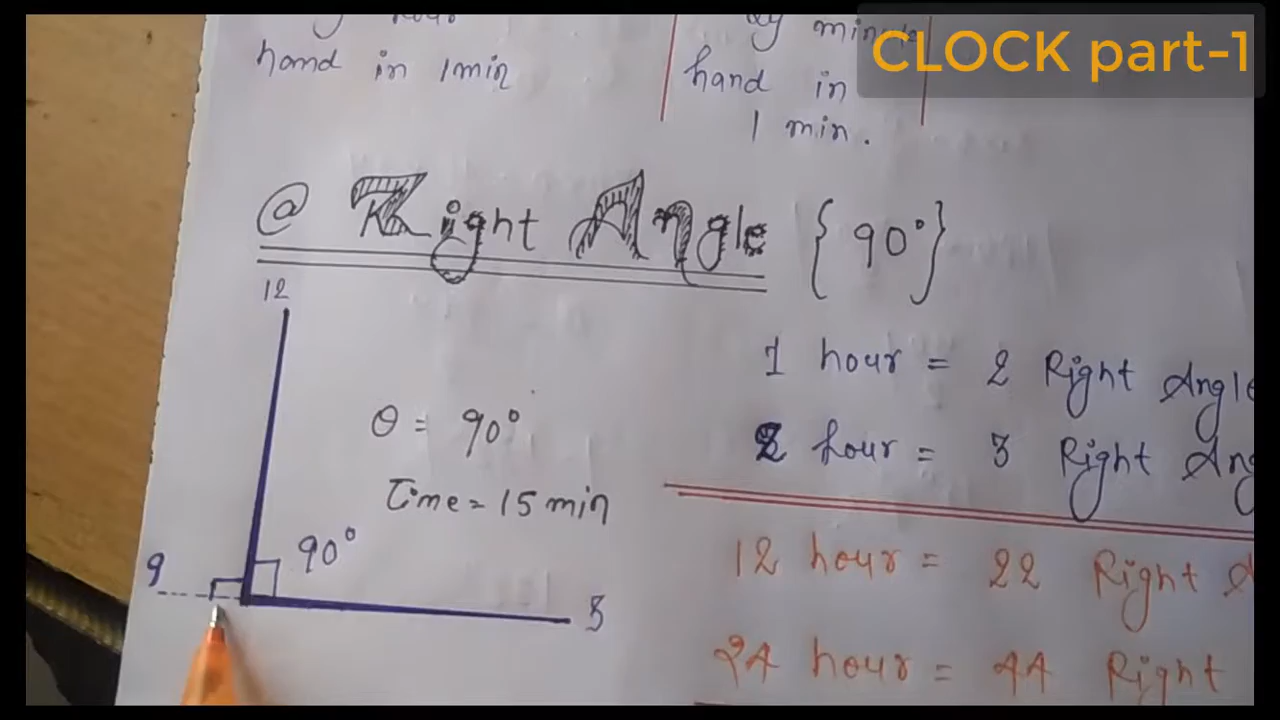 CLOCK part-1
hand in 1min
min
hand in
1 min.
@ Right Angle {90°}
12
1 hour = 2 Right Angle
θ = 90°
2 hour = 3 Right Ang
Time = 15 min
90°
12 hour = 22 Right A
9
3
24 hour = 44 Right